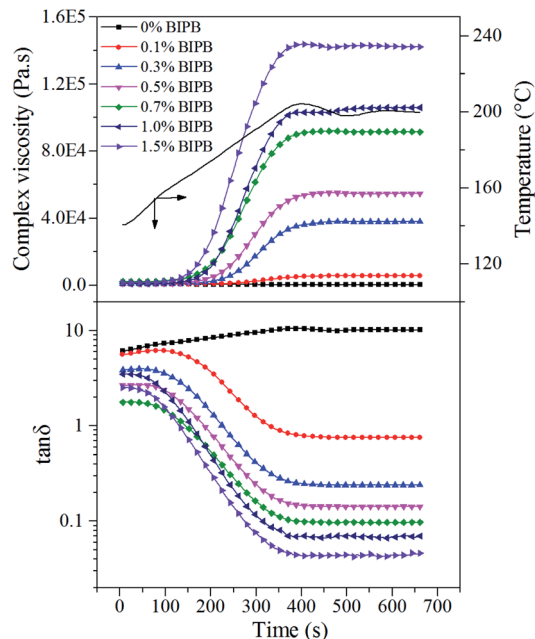 1.6E5
1.2E5
8.0E4
4.0E4
0.0
Complex viscosity (Pa.s)
0% BIPB
0.1% BIPB
0.3% BIPB
0.5% BIPB
0.7% BIPB
1.0% BIPB
1.5% BIPB
240
200
160
120
Temperature (°C)
10
1
0.1
tanδ
0 100 200 300 400 500 600 700
Time (s)